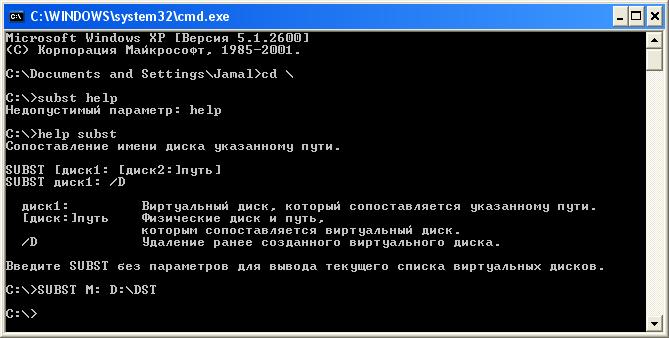 C:\WINDOWS\system32\cmd.exe
Microsoft Windows XP [Версия 5.1.2600]
(С) Корпорация Майкрософт, 1985-2001.
C:\Documents and Settings\Jamal>cd \
C:\>subst help
Недопустимый параметр: help
C:\>help subst
Сопоставление имени диска указанному пути.
SUBST [диск1: [диск2:]путь]
SUBST диск1: /D
диск1: Виртуальный диск, который сопоставляется указанному пути.
[диск:]путь Физические диск и путь,
которым сопоставляется виртуальный диск.
/D Удаление ранее созданного виртуального диска.
Введите SUBST без параметров для вывода текущего списка виртуальных дисков.
C:\>SUBST M: D:\DST
C:\>